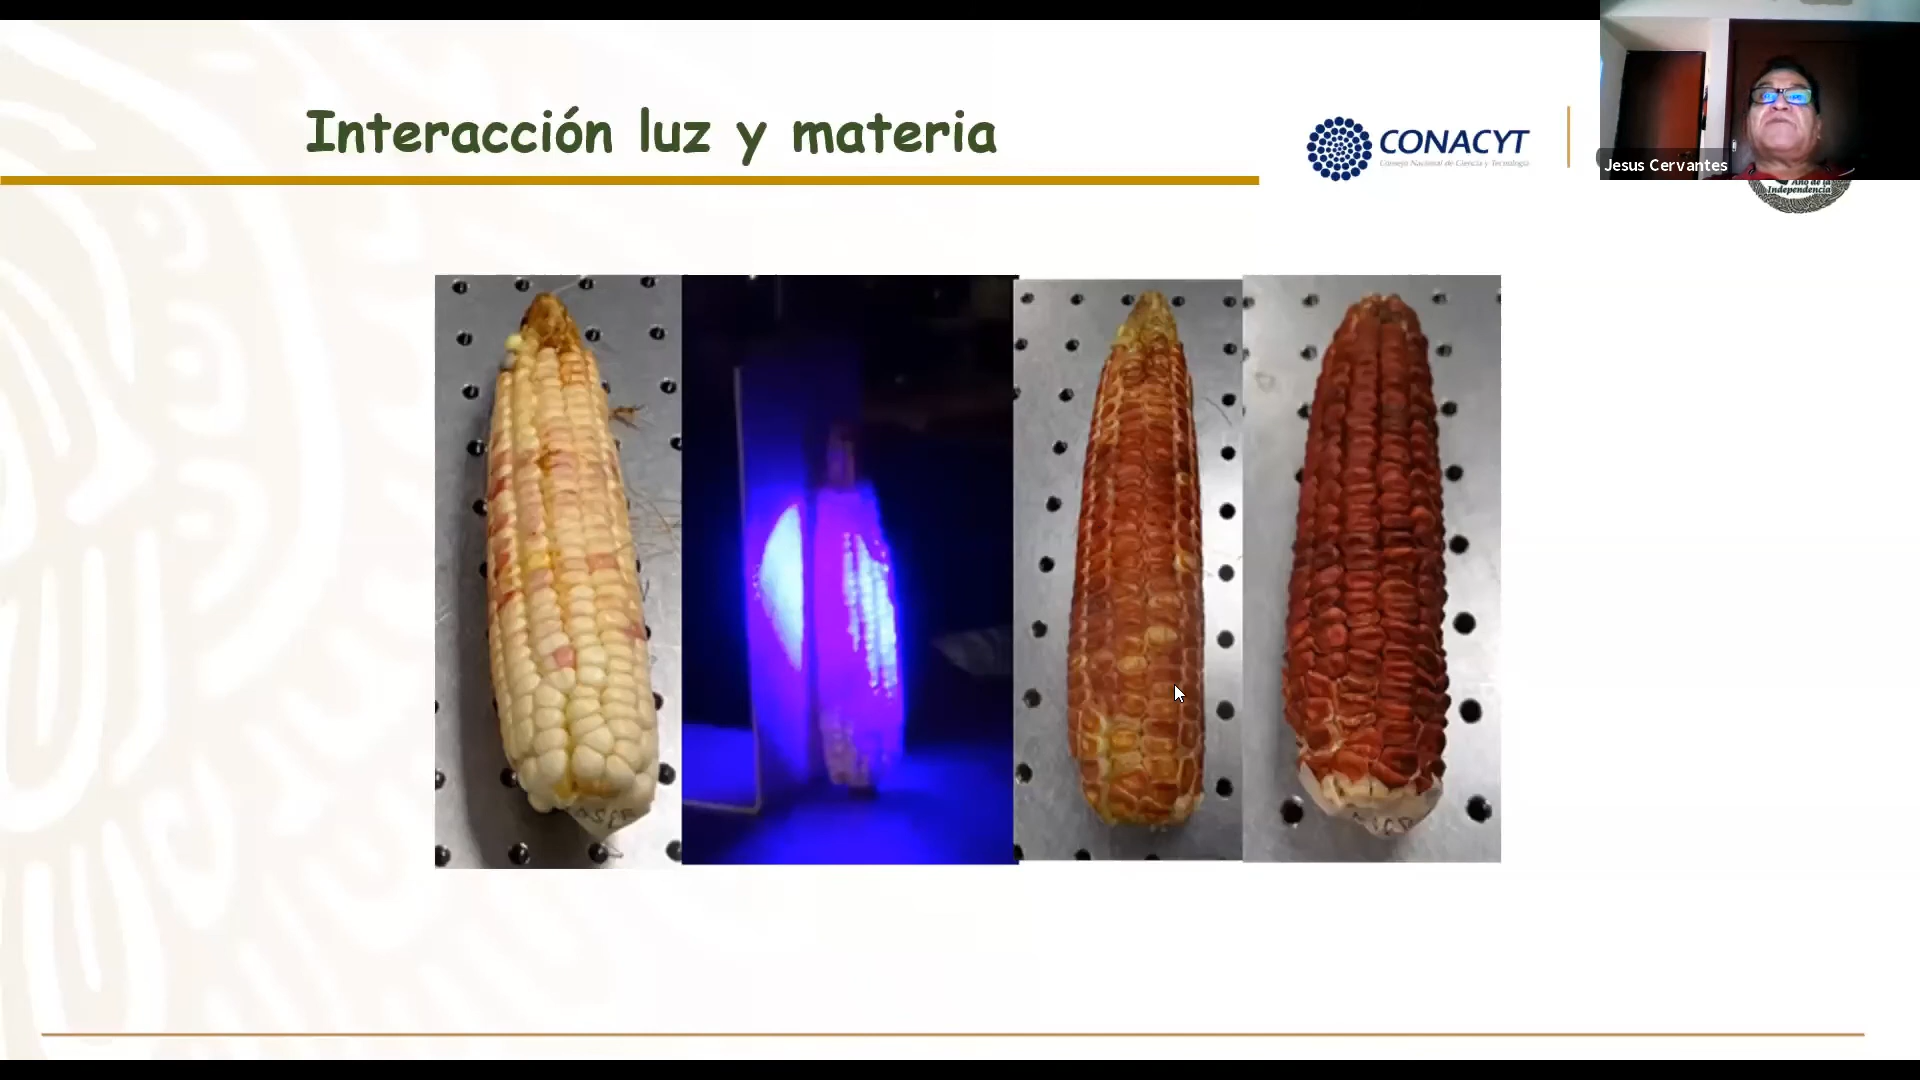 Interacción luz y materia
CONACYT
Consejo Nacional de Ciencia y Tecnología
Jesus Cervantes
Año de la
Independencia